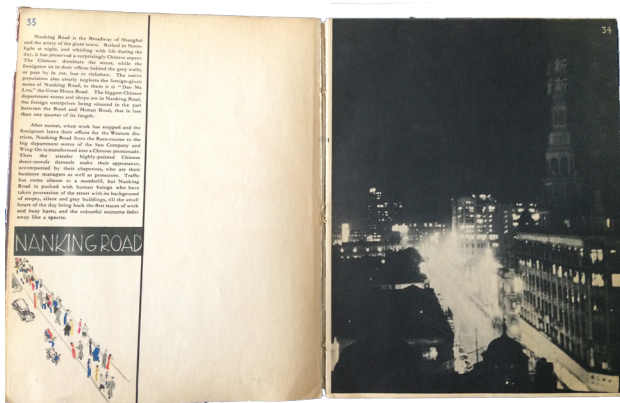 33
Nanking Road is the Broadway of Shanghai
and the artery of the giant town. Bathed in Neon-
light at night, and whirling with life during the
day, it has preserved a surprisingly Chinese aspect.
The Chinese dominate the street, while the
foreigners sit in their offices behind the grey walls,
or pass by in car, bus or rickshaw. The native
population also utterly neglects the foreign-given
name of Nanking Road, to them it is "Dao Ma
Loo," the Great Horse Road. The biggest Chinese
department stores and shops are in Nanking Road,
the foreign enterprises being situated in the part
between the Bund and Honan Road, that is less
than one quarter of its length.
After sunset, when work has stopped and the
foreigners leave their offices for the Western dis-
tricts, Nanking Road from the Race-course to the
big department stores of the Sun Company and
Wing-On is transformed into a Chinese promenade.
Then the slender highly-painted Chinese
demi-monde damsels make their appearance,
accompanied by their chaperons, who are their
business managers as well as protectors. Traffic
has come almost to a standstill, but Nanking
Road is packed with human beings who have
taken possession of the street with its background
of empty, silent and grey buildings, till the small
hours of the day bring back the first traces of work
and busy hours, and the colourful nocturne fades
away like a spectre.
NANKING ROAD
34
新新